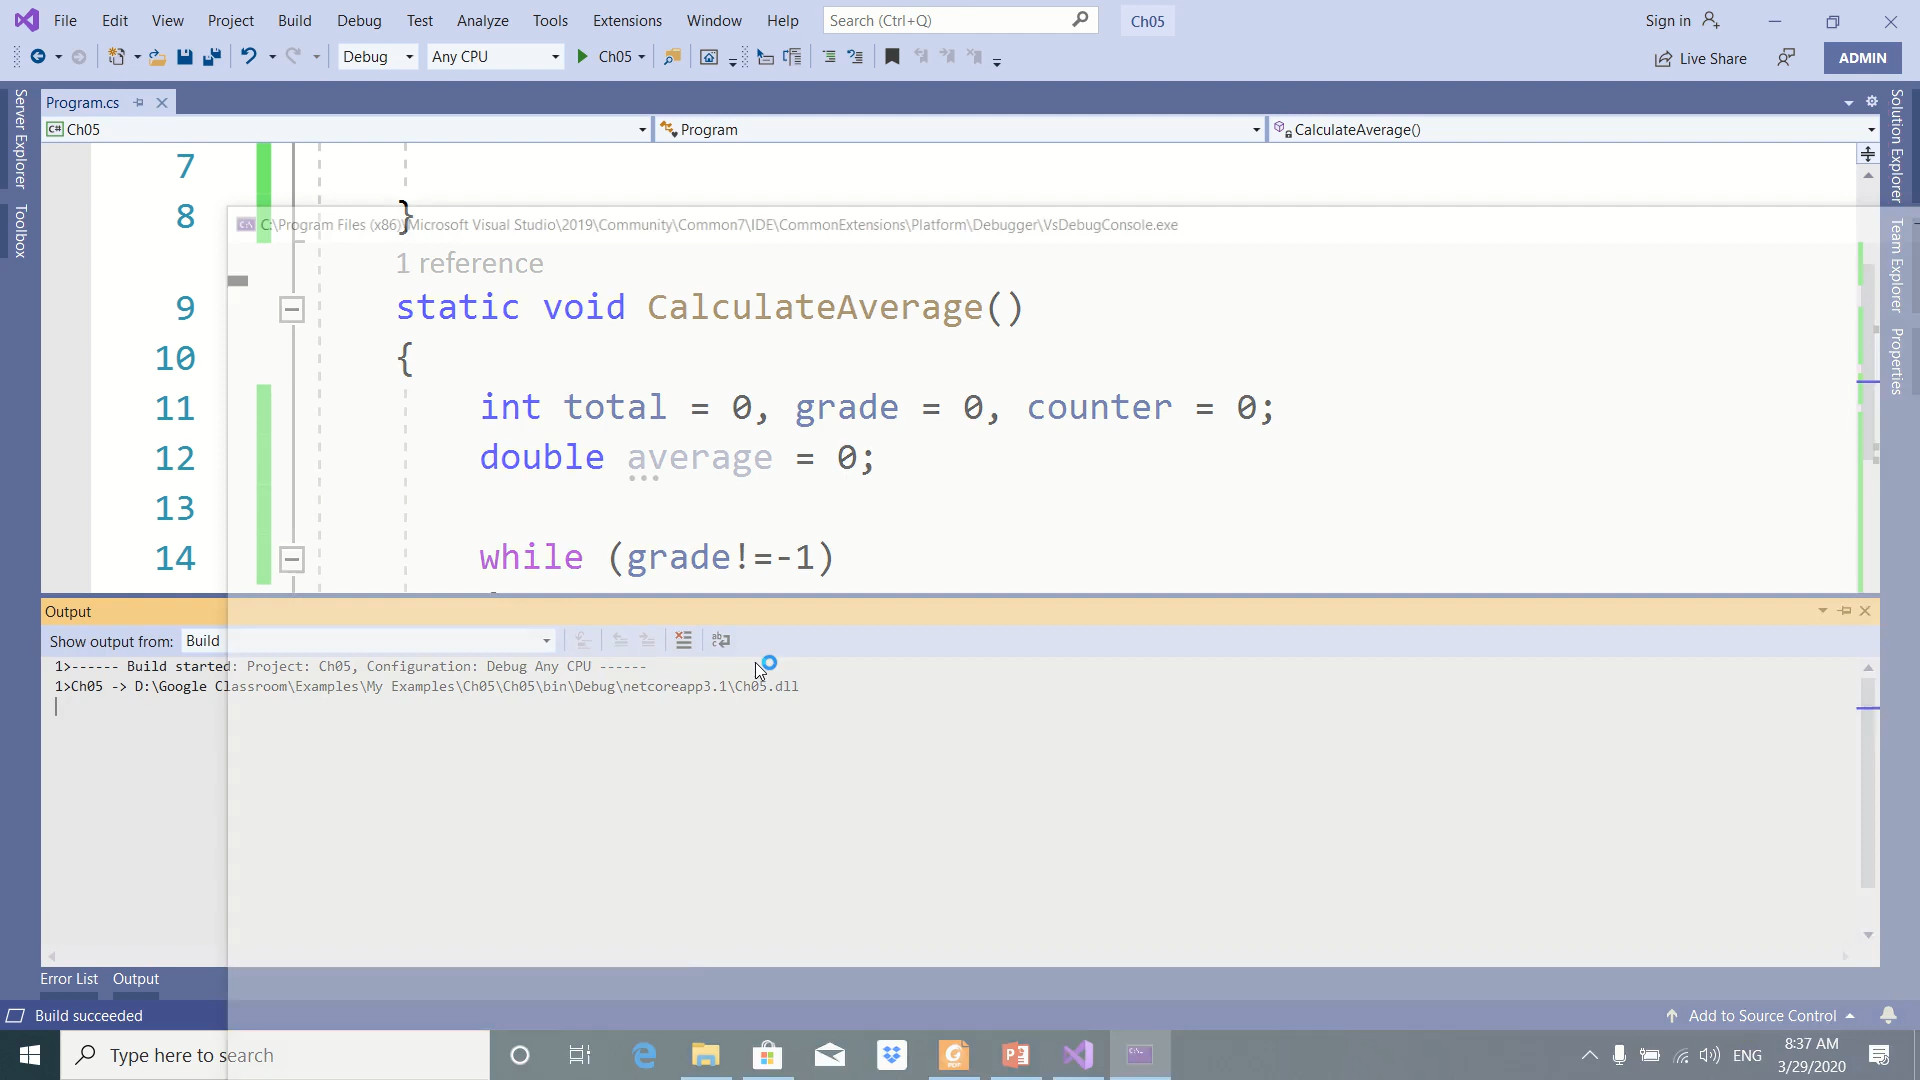 File Edit View Project Build Debug Test Analyze Tools Extensions Window Help Search (Ctrl+Q) Ch05 Sign in
Debug Any CPU Ch05 Live Share ADMIN
Program.cs
C# Ch05 Program CalculateAverage()
Server Explorer
Toolbox
Solution Explorer
Team Explorer
Properties
7
8 }
C:\Program Files (x86)\Microsoft Visual Studio\2019\Community\Common7\IDE\CommonExtensions\Platform\Debugger\VsDebugConsole.exe
1 reference
9 static void CalculateAverage()
10 {
11 int total = 0, grade = 0, counter = 0;
12 double average = 0;
13
14 while (grade!=-1)
Output
Show output from: Build
1>------ Build started: Project: Ch05, Configuration: Debug Any CPU ------
1>Ch05 -> D:\Google Classroom\Examples\My Examples\Ch05\Ch05\bin\Debug\netcoreapp3.1\Ch05.dll
Error List Output
Build succeeded Add to Source Control
Type here to search ENG 8:37 AM
3/29/2020